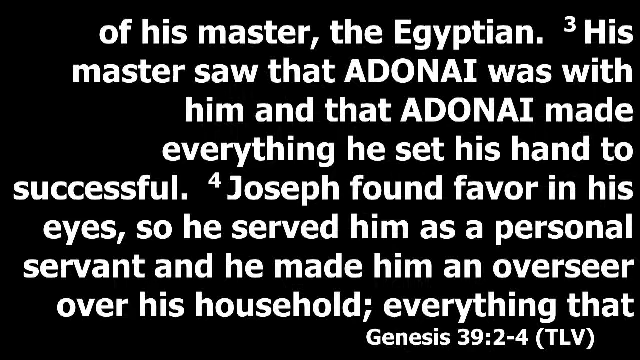 of his master, the Egyptian.  ³ His
master saw that ADONAI was with
him and that ADONAI made
everything he set his hand to
successful.  ⁴ Joseph found favor in his
eyes, so he served him as a personal
servant and he made him an overseer
over his household; everything that
Genesis 39:2-4 (TLV)